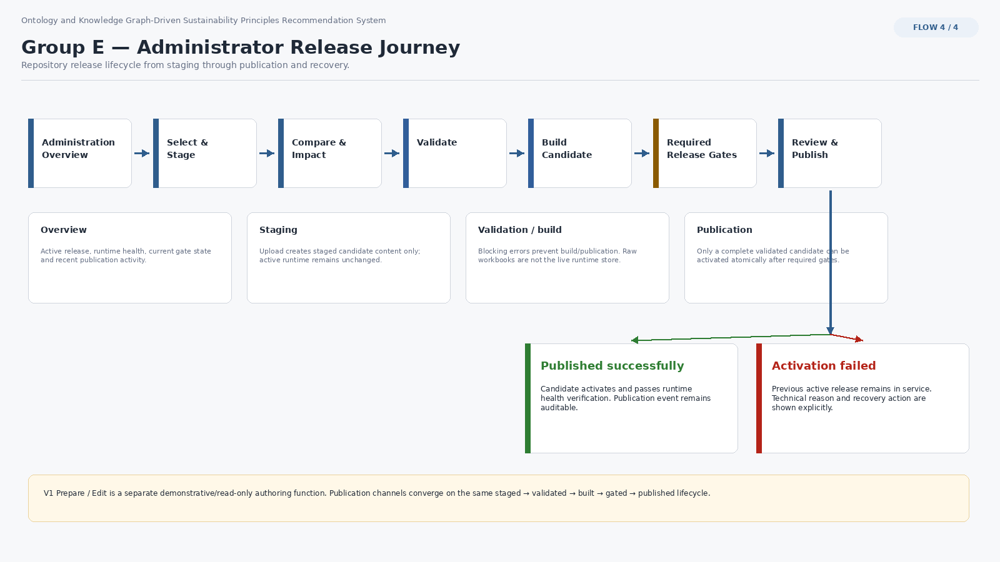 Ontology and Knowledge Graph-Driven Sustainability Principles Recommendation System
FLOW 4 / 4
Group E — Administrator Release Journey
Repository release lifecycle from staging through publication and recovery.
Administration
Overview
Select &
Stage
Compare &
Impact
Validate
Build
Candidate
Required
Release Gates
Review &
Publish
Overview
Active release, runtime health, current gate state
and recent publication activity.
Staging
Upload creates staged candidate content only;
active runtime remains unchanged.
Validation / build
Blocking errors prevent build/publication. Raw
workbooks are not the live runtime store.
Publication
Only a complete validated candidate can be
activated atomically after required gates.
Published successfully
Candidate activates and passes runtime
health verification. Publication event remains
auditable.
Activation failed
Previous active release remains in service.
Technical reason and recovery action are
shown explicitly.
V1 Prepare / Edit is a separate demonstrative/read-only authoring function. Publication channels converge on the same staged → validated → built → gated → published lifecycle.